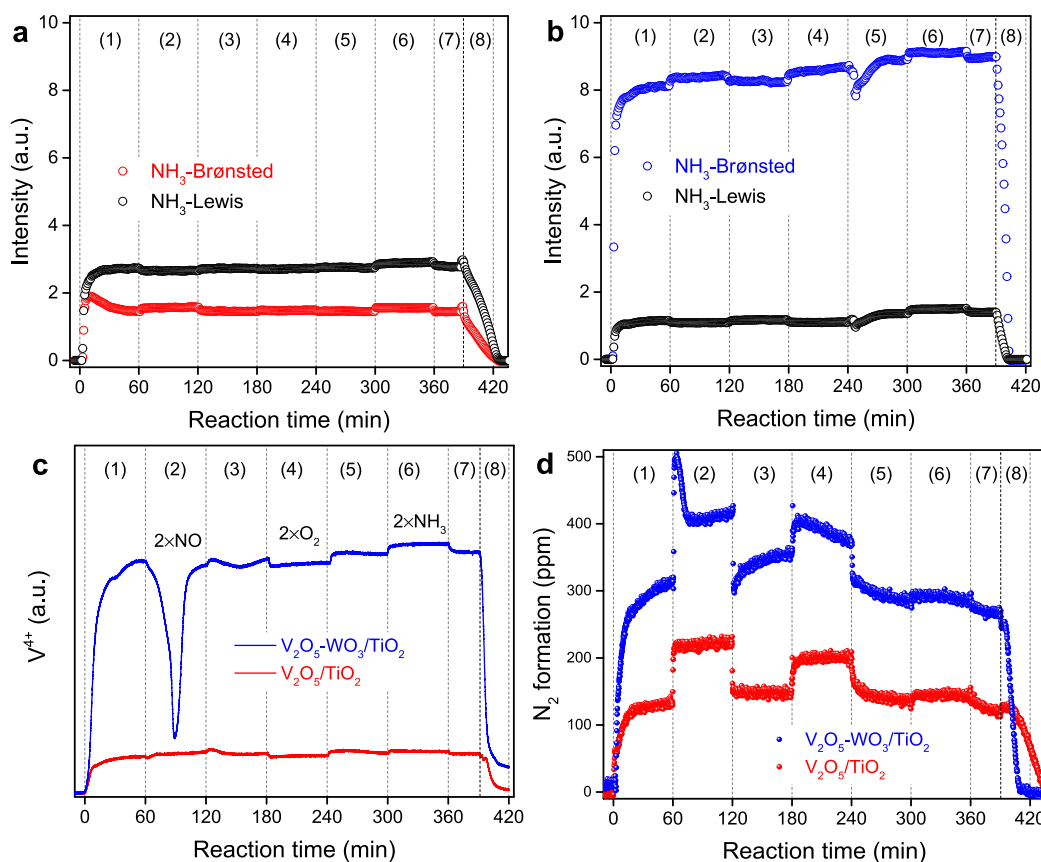 a
(1) (2) (3) (4) (5) (6) (7) (8)
10
8
6
4
2
0
Intensity (a.u.)
NH₃-Brønsted
NH₃-Lewis
0 60 120 180 240 300 360 420
Reaction time (min)
b
(1) (2) (3) (4) (5) (6) (7) (8)
10
8
6
4
2
0
Intensity (a.u.)
NH₃-Brønsted
NH₃-Lewis
0 60 120 180 240 300 360 420
Reaction time (min)
c
(1) (2) (3) (4) (5) (6) (7) (8)
2×NO 2×O₂ 2×NH₃
V⁴⁺ (a.u.)
V₂O₅-WO₃/TiO₂
V₂O₅/TiO₂
0 60 120 180 240 300 360 420
Reaction time (min)
d
(1) (2) (3) (4) (5) (6) (7) (8)
500
400
300
200
100
0
N₂ formation (ppm)
V₂O₅-WO₃/TiO₂
V₂O₅/TiO₂
0 60 120 180 240 300 360 420
Reaction time (min)